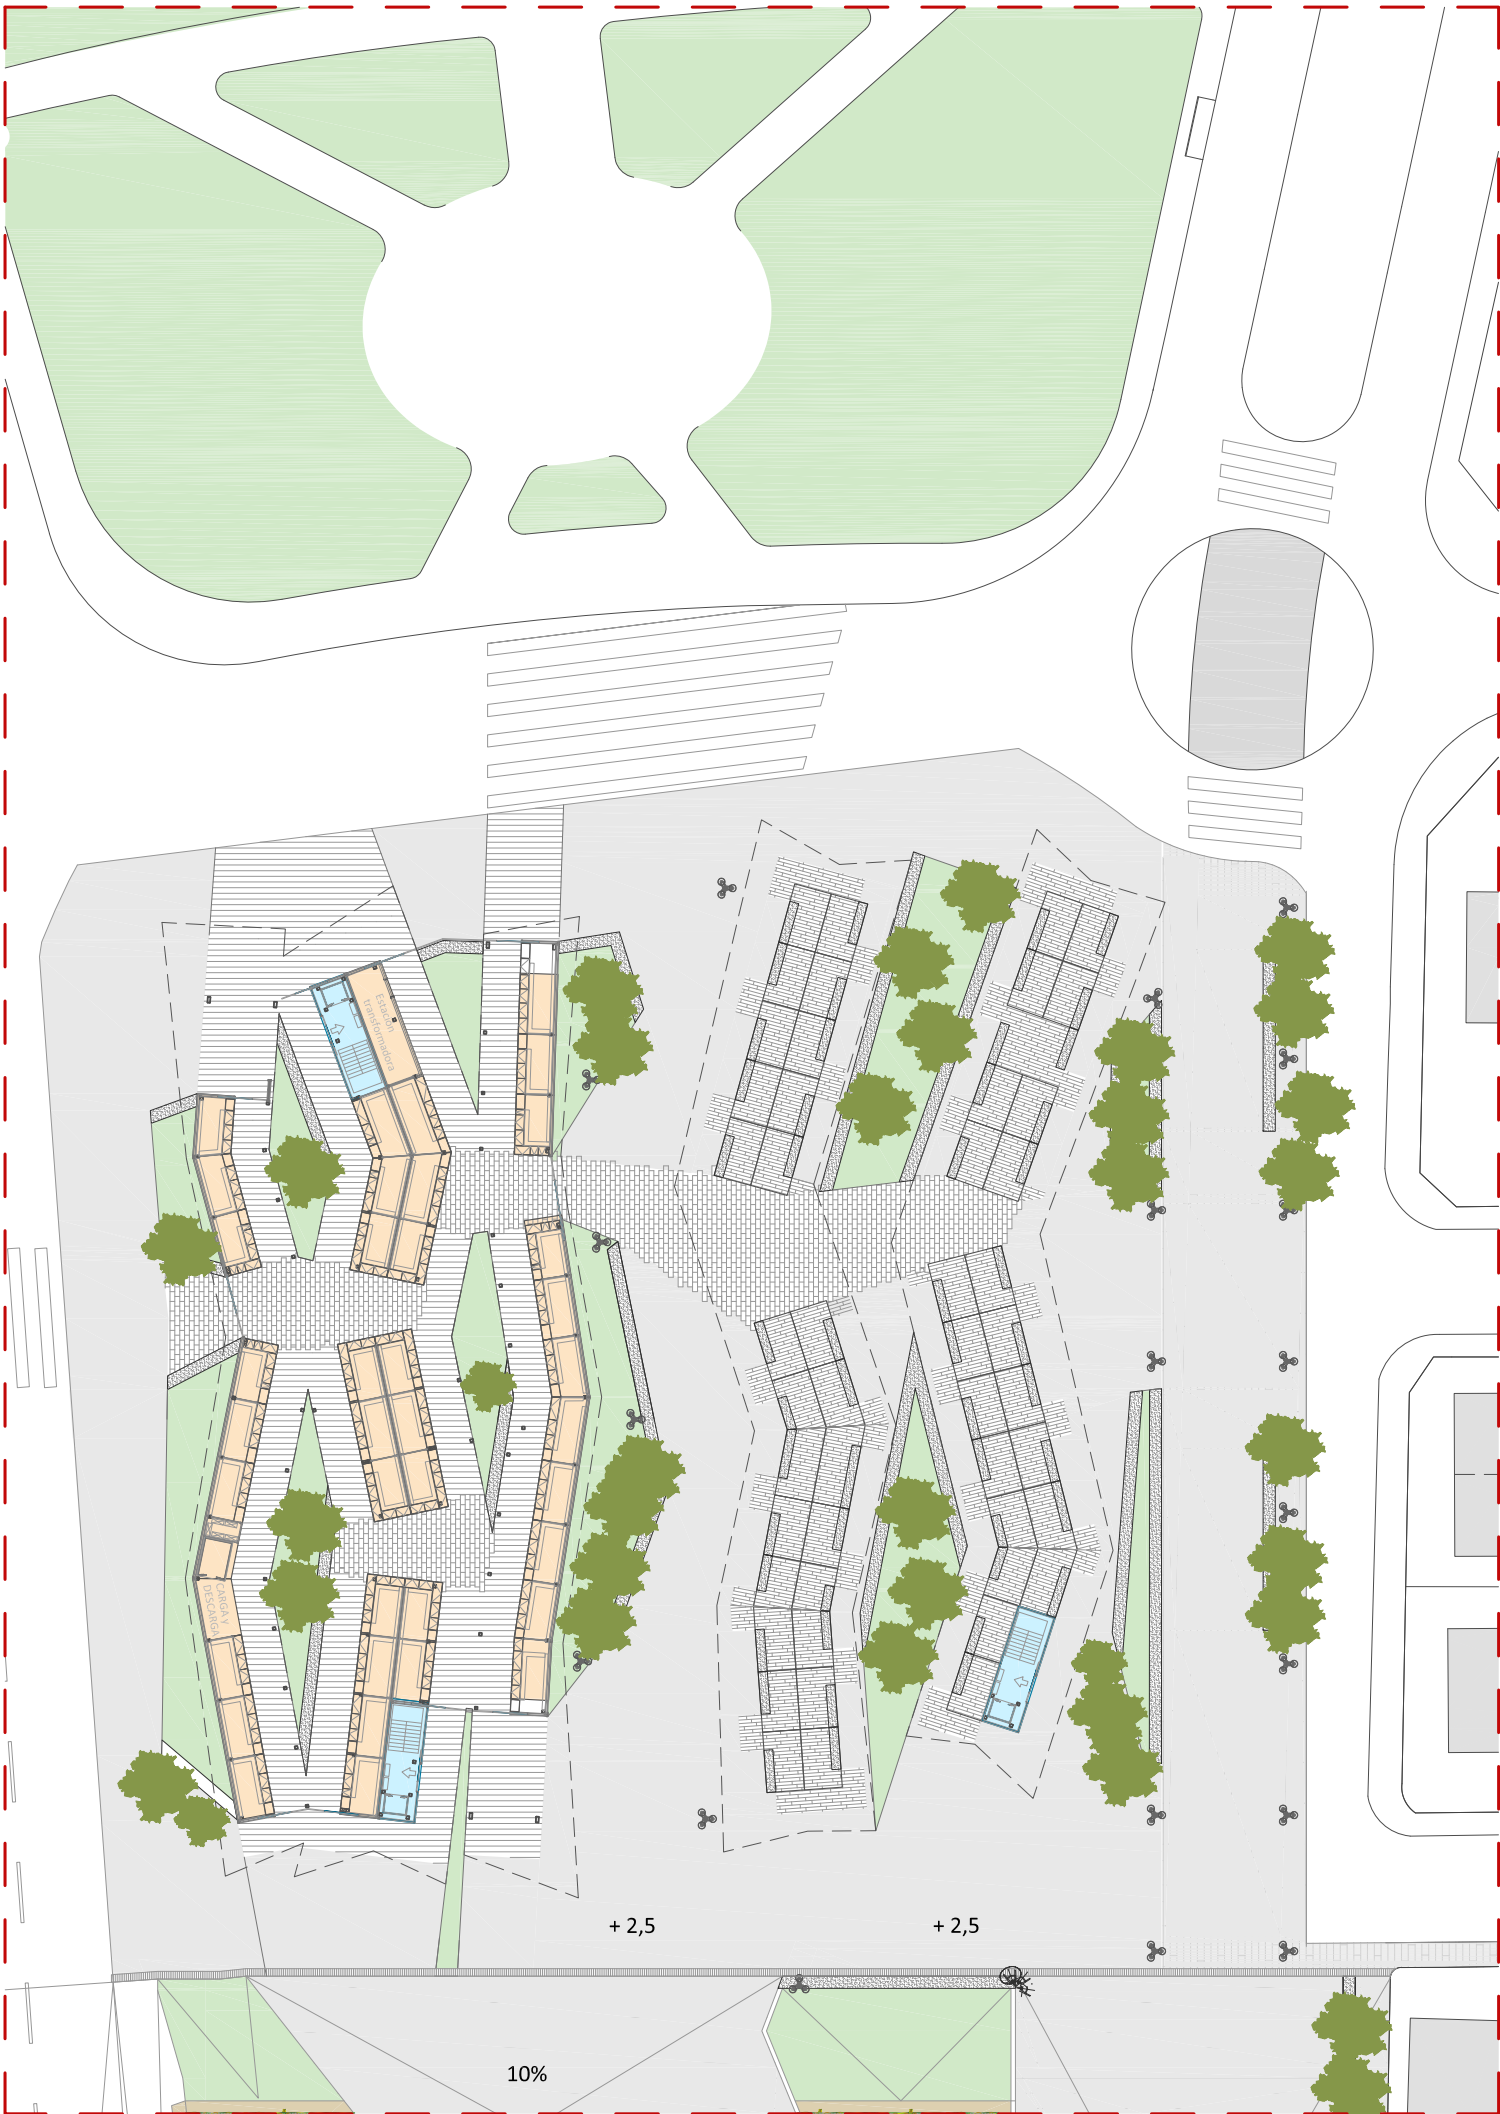 Estación
transformadora
CARGA Y
DESCARGA
+ 2,5
+ 2,5
10%